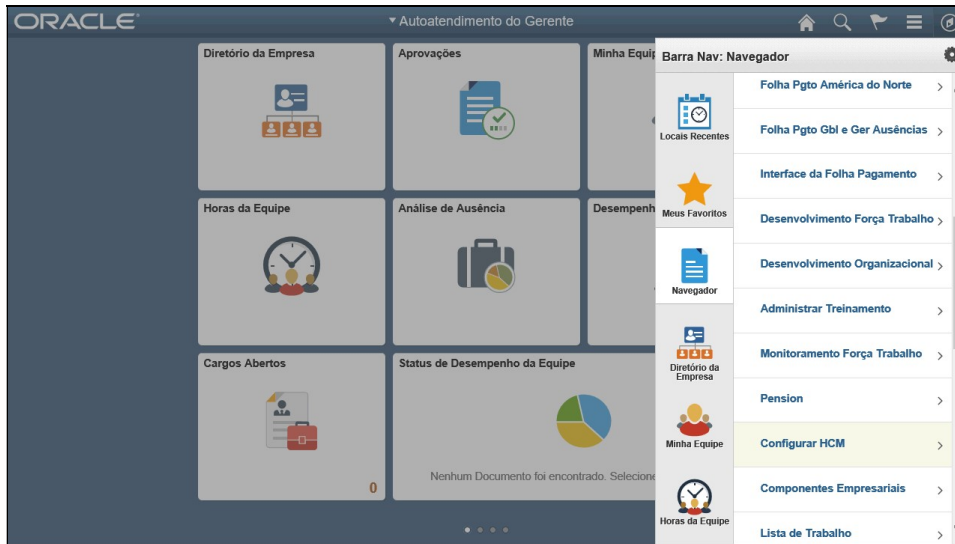 ORACLE
Autoatendimento do Gerente
Diretório da Empresa
Aprovações
Minha Equip
Horas da Equipe
Análise de Ausência
Desempenh
Cargos Abertos
0
Status de Desempenho da Equipe
Nenhum Documento foi encontrado. Selecione
Barra Nav: Navegador
Locais Recentes
Meus Favoritos
Navegador
Diretório da
Empresa
Minha Equipe
Horas da Equipe
Folha Pgto América do Norte
Folha Pgto Gbl e Ger Ausências
Interface da Folha Pagamento
Desenvolvimento Força Trabalho
Desenvolvimento Organizacional
Administrar Treinamento
Monitoramento Força Trabalho
Pension
Configurar HCM
Componentes Empresariais
Lista de Trabalho